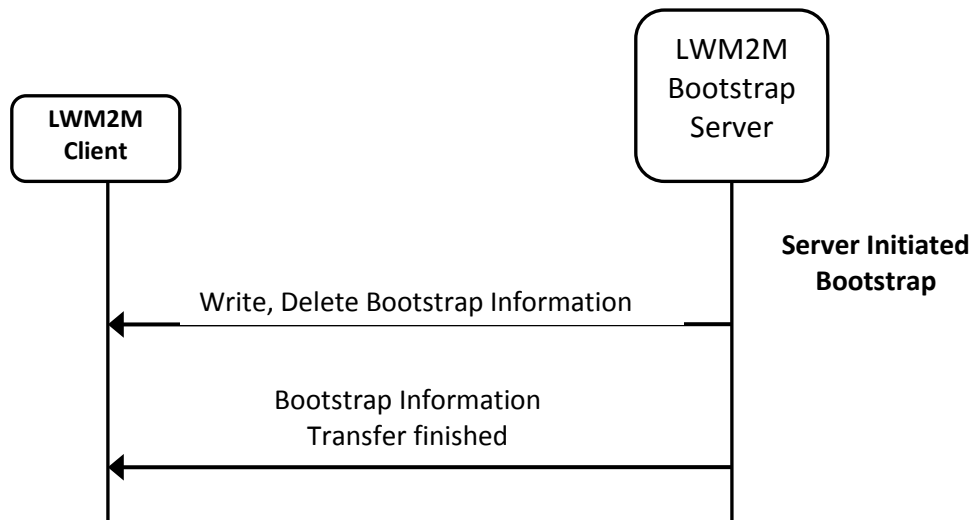 LWM2M
Bootstrap
Server
LWM2M
Client
Server Initiated
Bootstrap
Write, Delete Bootstrap Information
Bootstrap Information
Transfer finished